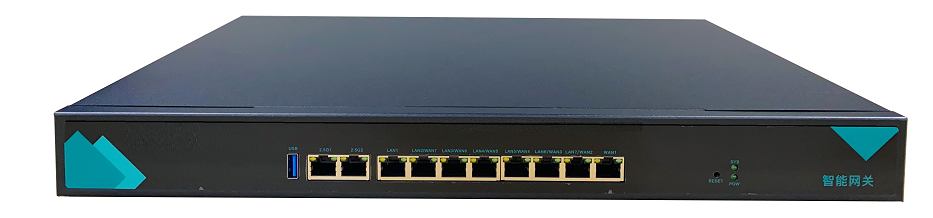 USB
2.5G1
2.5G2
LAN1
LAN2/WAN7
LAN3/WAN6
LAN4/WAN5
LAN5/WAN4
LAN6/WAN3
LAN7/WAN2
WAN1
RESET
SYS
POW
智能网关